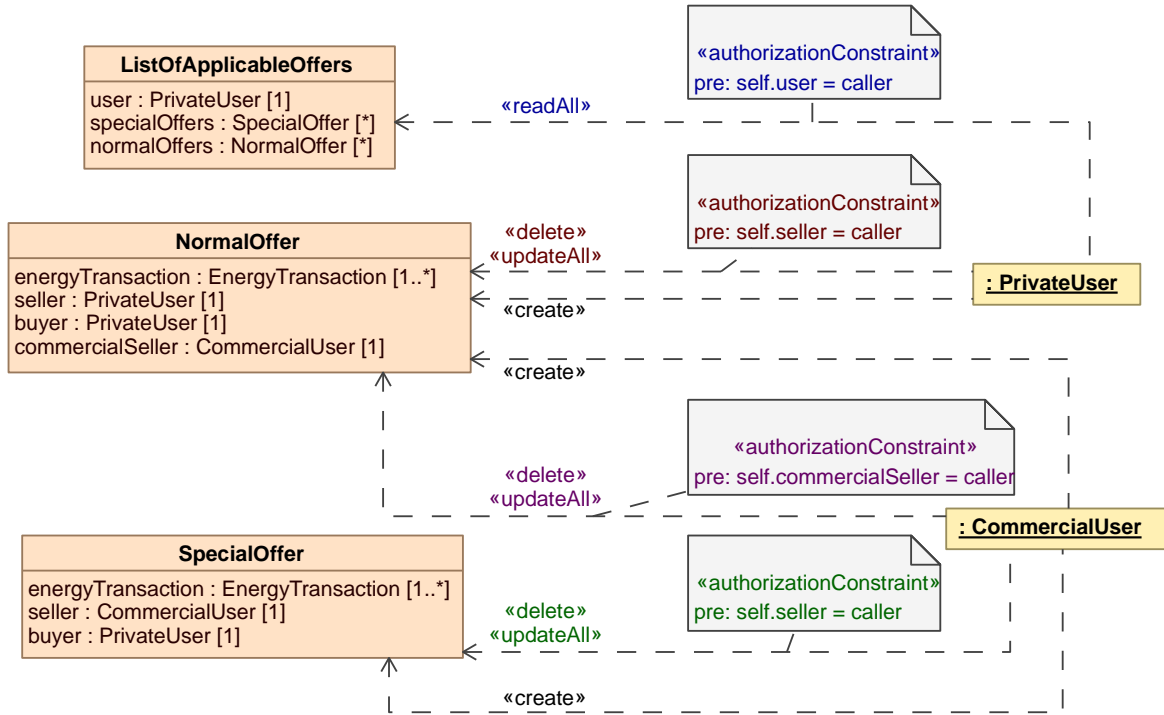 ListOfApplicableOffers
user : PrivateUser [1]
specialOffers : SpecialOffer [*]
normalOffers : NormalOffer [*]
«readAll»
«authorizationConstraint»
pre: self.user = caller
NormalOffer
energyTransaction : EnergyTransaction [1..*]
seller : PrivateUser [1]
buyer : PrivateUser [1]
commercialSeller : CommercialUser [1]
«authorizationConstraint»
pre: self.seller = caller
«delete»
«updateAll»
: PrivateUser
«create»
«create»
«authorizationConstraint»
pre: self.commercialSeller = caller
«delete»
«updateAll»
: CommercialUser
SpecialOffer
energyTransaction : EnergyTransaction [1..*]
seller : CommercialUser [1]
buyer : PrivateUser [1]
«authorizationConstraint»
pre: self.seller = caller
«delete»
«updateAll»
«create»